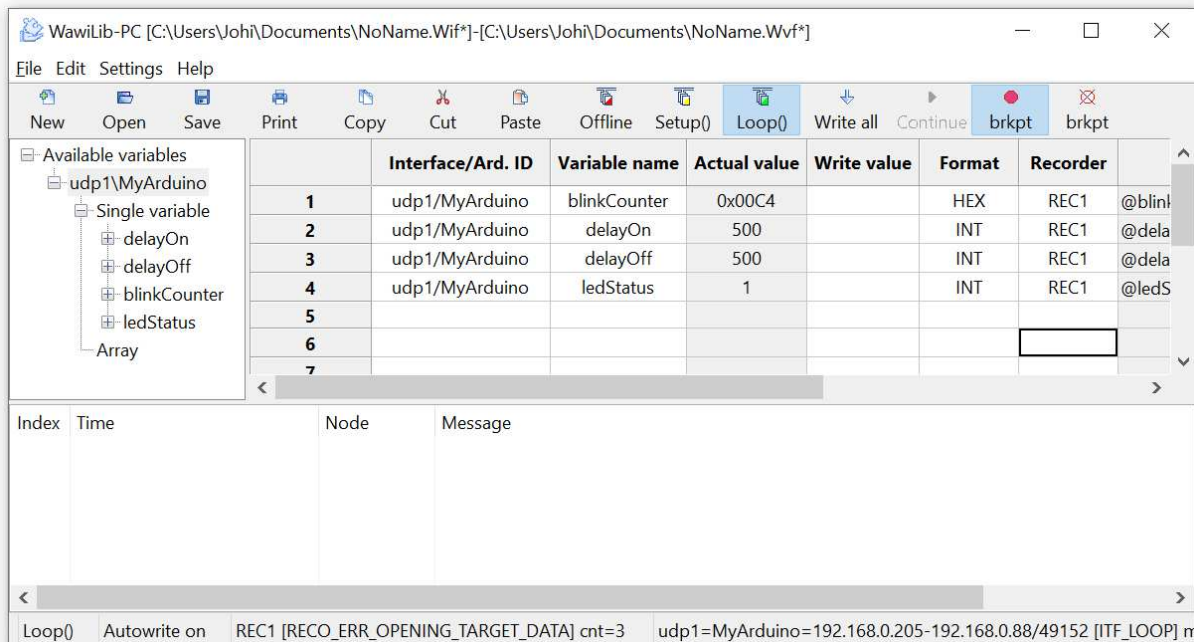 WawiLib-PC [C:\Users\Johi\Documents\NoName.Wif*]-[C:\Users\Johi\Documents\NoName.Wvf*]
File Edit Settings Help
New Open Save Print Copy Cut Paste Offline Setup() Loop() Write all Continue brkpt brkpt
Available variables
udp1\MyArduino
Single variable
delayOn
delayOff
blinkCounter
ledStatus
Array
Interface/Ard. ID Variable name Actual value Write value Format Recorder
1 udp1/MyArduino blinkCounter 0x00C4 HEX REC1 @blink
2 udp1/MyArduino delayOn 500 INT REC1 @dela
3 udp1/MyArduino delayOff 500 INT REC1 @dela
4 udp1/MyArduino ledStatus 1 INT REC1 @ledS
5
6
7
Index Time Node Message
Loop() Autowrite on REC1 [RECO_ERR_OPENING_TARGET_DATA] cnt=3 udp1=MyArduino=192.168.0.205-192.168.0.88/49152 [ITF_LOOP]